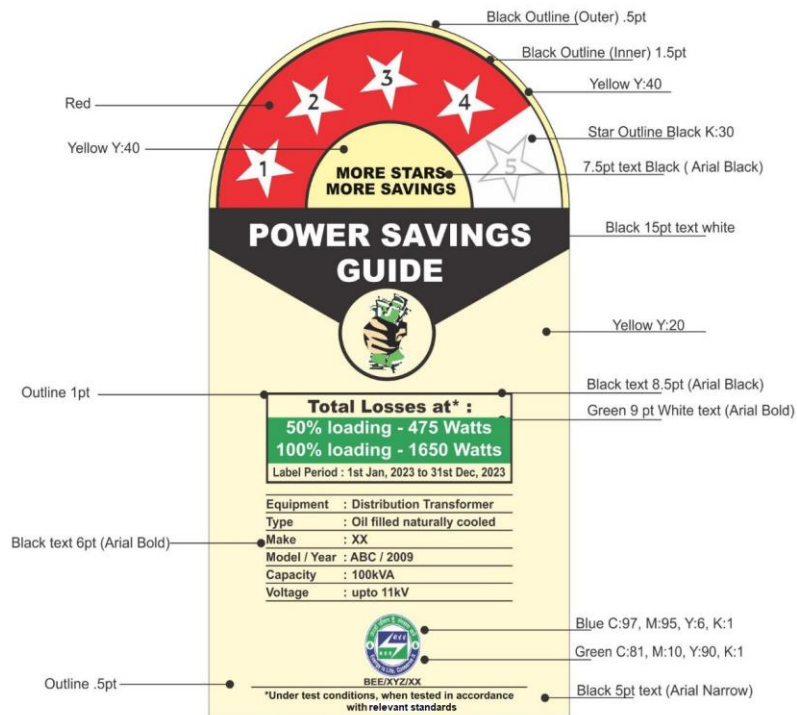 Black Outline (Outer) .5pt
Black Outline (Inner) 1.5pt
Yellow Y:40
Red
Star Outline Black K:30
Yellow Y:40
7.5pt text Black ( Arial Black)
1
2
3
4
5
MORE STARS
MORE SAVINGS
POWER SAVINGS
GUIDE
Black 15pt text white
Yellow Y:20
Outline 1pt
Black text 8.5pt (Arial Black)
Green 9 pt White text (Arial Bold)
Total Losses at* :
50% loading - 475 Watts
100% loading - 1650 Watts
Label Period : 1st Jan, 2023 to 31st Dec, 2023
Equipment : Distribution Transformer
Type : Oil filled naturally cooled
Black text 6pt (Arial Bold)
Make : XX
Model / Year : ABC / 2009
Capacity : 100kVA
Voltage : upto 11kV
Blue C:97, M:95, Y:6, K:1
Green C:81, M:10, Y:90, K:1
BEE/XYZ/XX
Outline .5pt
*Under test conditions, when tested in accordance
with relevant standards
Black 5pt text (Arial Narrow)